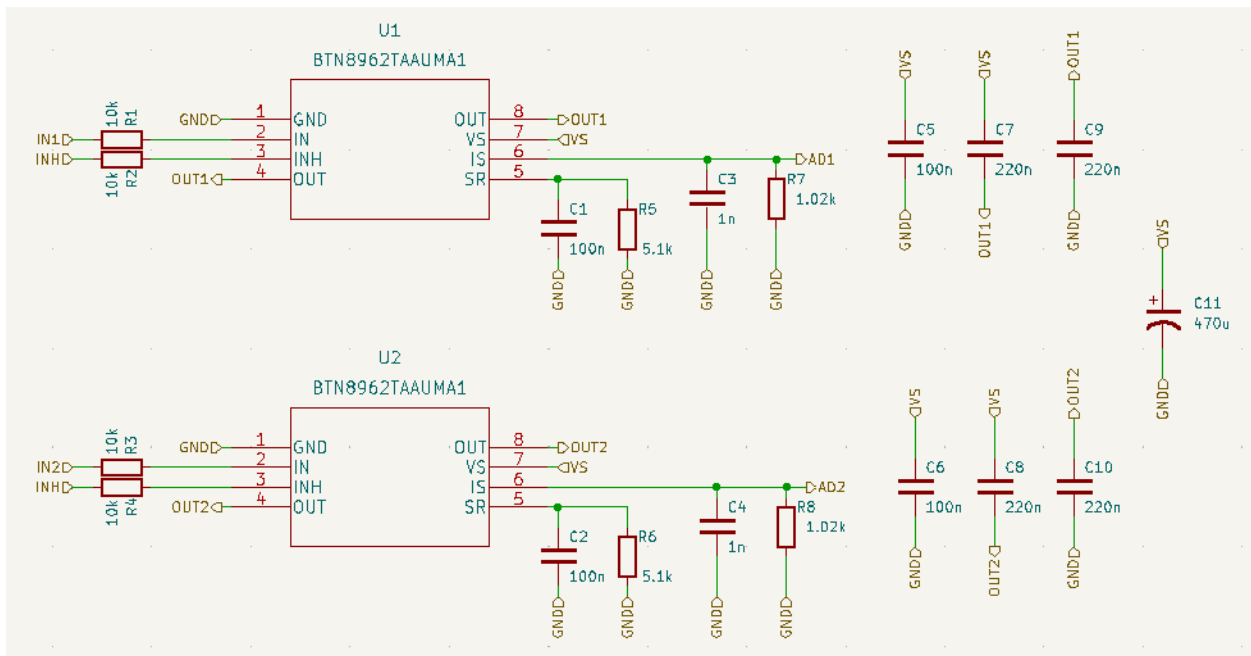 U1
BTN8962TAAUMA1
10k
R1
IN1
INH
10k
R2
GND
OUT1
1
2
3
4
GND
IN
INH
OUT
OUT
VS
IS
SR
8
7
6
5
OUT1
VS
AD1
C1
100n
GND
R5
5.1k
GND
C3
1n
GND
R7
1.02k
GND
VS
C5
100n
GND
VS
C7
220n
OUT1
OUT1
C9
220n
GND
VS
+
C11
470u
GND
U2
BTN8962TAAUMA1
10k
R3
IN2
INH
10k
R4
GND
OUT2
1
2
3
4
GND
IN
INH
OUT
OUT
VS
IS
SR
8
7
6
5
OUT2
VS
AD2
C2
100n
GND
R6
5.1k
GND
C4
1n
GND
R8
1.02k
GND
VS
C6
100n
GND
VS
C8
220n
OUT2
OUT2
C10
220n
GND